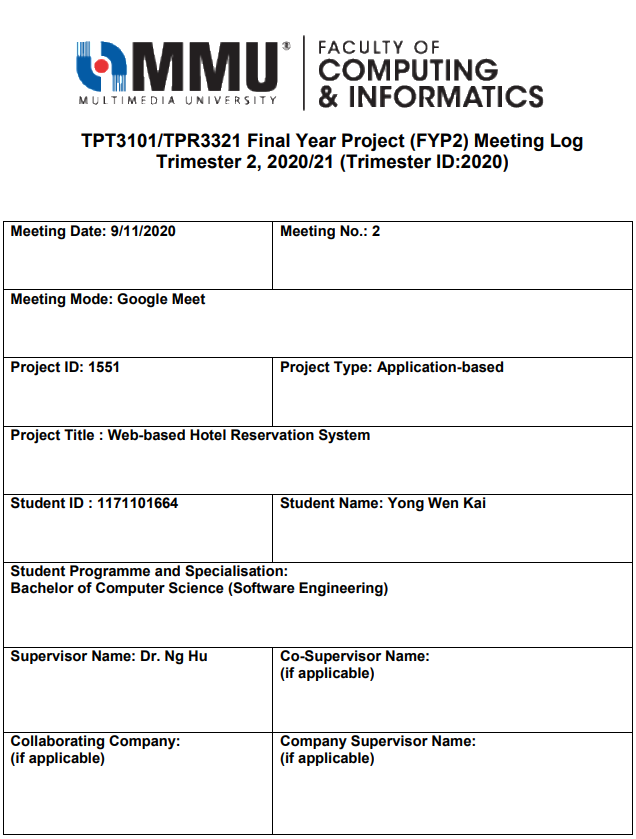 MMU®
MULTIMEDIA UNIVERSITY
FACULTY OF
COMPUTING
& INFORMATICS
TPT3101/TPR3321 Final Year Project (FYP2) Meeting Log
Trimester 2, 2020/21 (Trimester ID:2020)
Meeting Date: 9/11/2020
Meeting No.: 2
Meeting Mode: Google Meet
Project ID: 1551
Project Type: Application-based
Project Title : Web-based Hotel Reservation System
Student ID : 1171101664
Student Name: Yong Wen Kai
Student Programme and Specialisation:
Bachelor of Computer Science (Software Engineering)
Supervisor Name: Dr. Ng Hu
Co-Supervisor Name:
(if applicable)
Collaborating Company:
(if applicable)
Company Supervisor Name:
(if applicable)